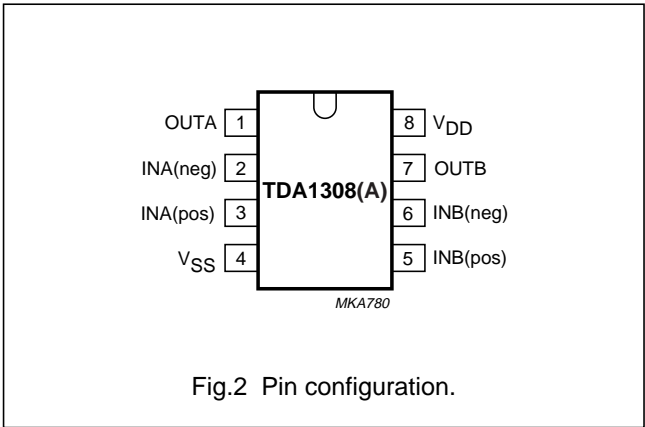 OUTA 1 8 VDD
INA(neg) 2 7 OUTB
TDA1308(A)
INA(pos) 3 6 INB(neg)
VSS 4 5 INB(pos)
MKA780
Fig.2 Pin configuration.